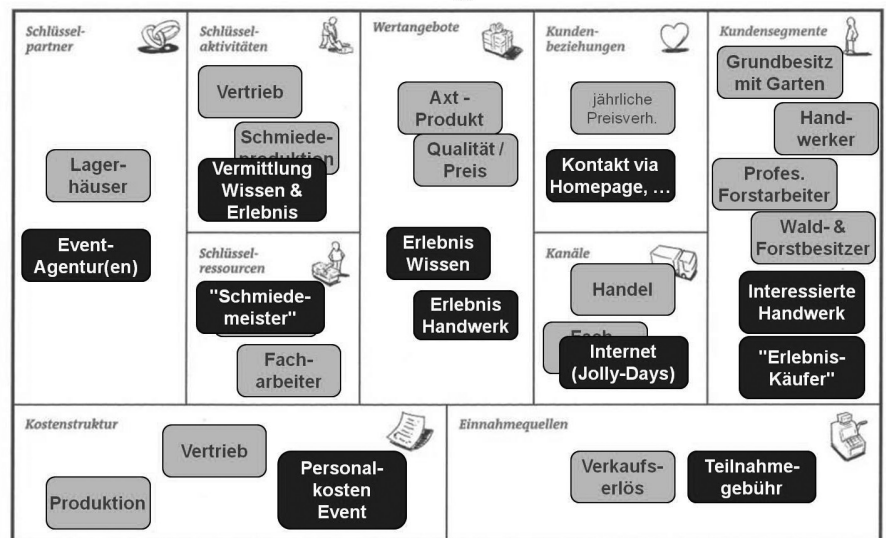 Schlüssel-
partner
Lager-
häuser
Event-
Agentur(en)
Schlüssel-
aktivitäten
Vertrieb
Schmiede-
produktion
Vermittlung
Wissen &
Erlebnis
Schlüssel-
ressourcen
"Schmiede-
meister"
Fach-
arbeiter
Wertangebote
Axt -
Produkt
Qualität /
Preis
Erlebnis
Wissen
Erlebnis
Handwerk
Kunden-
beziehungen
jährliche
Preisverh.
Kontakt via
Homepage, ...
Kanäle
Handel
Internet
(Jolly-Days)
Kundensegmente
Grundbesitz
mit Garten
Hand-
werker
Profes.
Forstarbeiter
Wald- &
Forstbesitzer
Interessierte
Handwerk
"Erlebnis-
Käufer"
Kostenstruktur
Vertrieb
Produktion
Personal-
kosten
Event
Einnahmequellen
Verkaufs-
erlös
Teilnahme-
gebühr